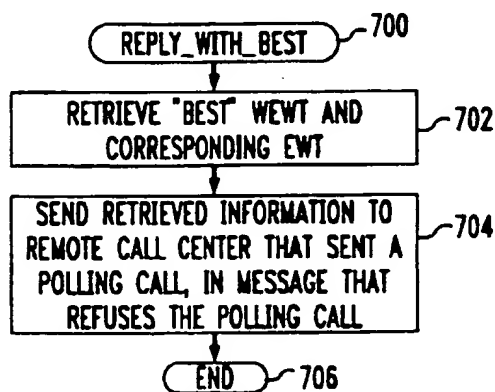 REPLY_WITH_BEST
700
RETRIEVE "BEST" WEWT AND
CORRESPONDING EWT
702
SEND RETRIEVED INFORMATION TO
REMOTE CALL CENTER THAT SENT A
POLLING CALL, IN MESSAGE THAT
REFUSES THE POLLING CALL
704
END
706